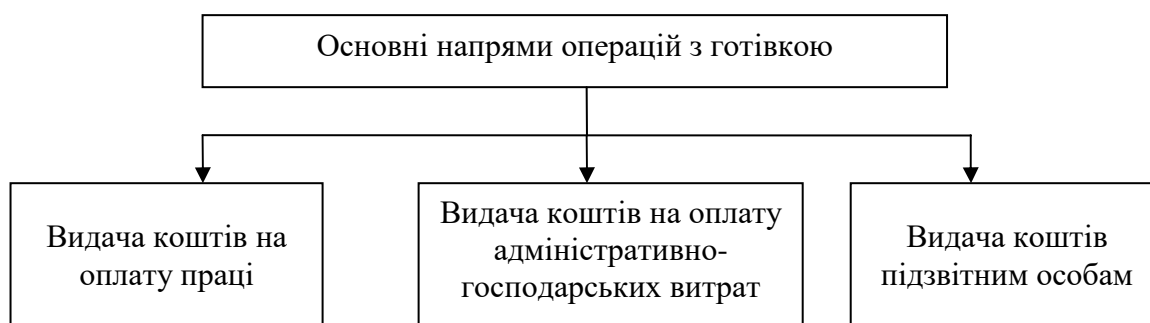 Основні напрями операцій з готівкою
Видача коштів на
оплату праці
Видача коштів на оплату
адміністративно-
господарських витрат
Видача коштів
підзвітним особам